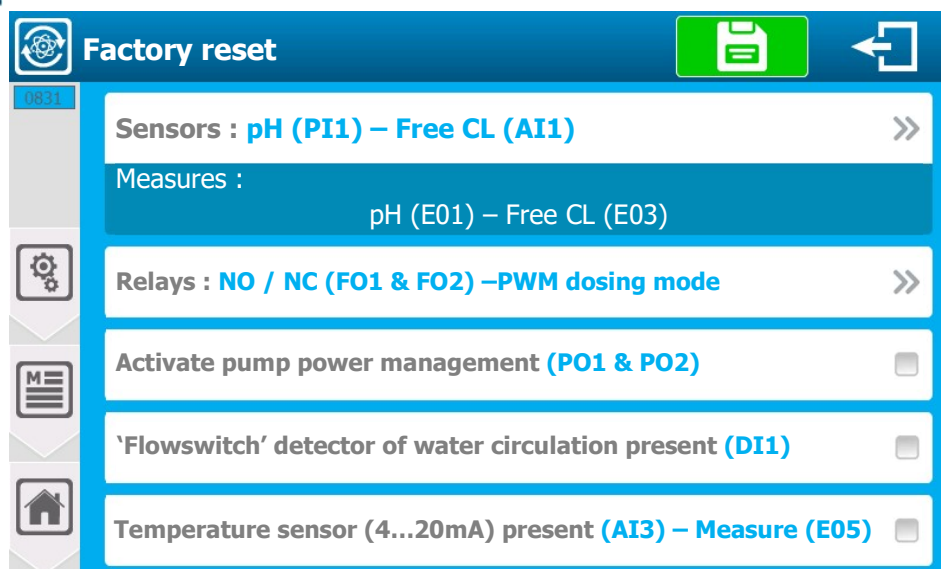 Factory reset
0831
Sensors : pH (PI1) – Free CL (AI1)
Measures :
pH (E01) – Free CL (E03)
Relays : NO / NC (FO1 & FO2) –PWM dosing mode
M
Activate pump power management (PO1 & PO2)
‘Flowswitch’ detector of water circulation present (DI1)
Temperature sensor (4…20mA) present (AI3) – Measure (E05)